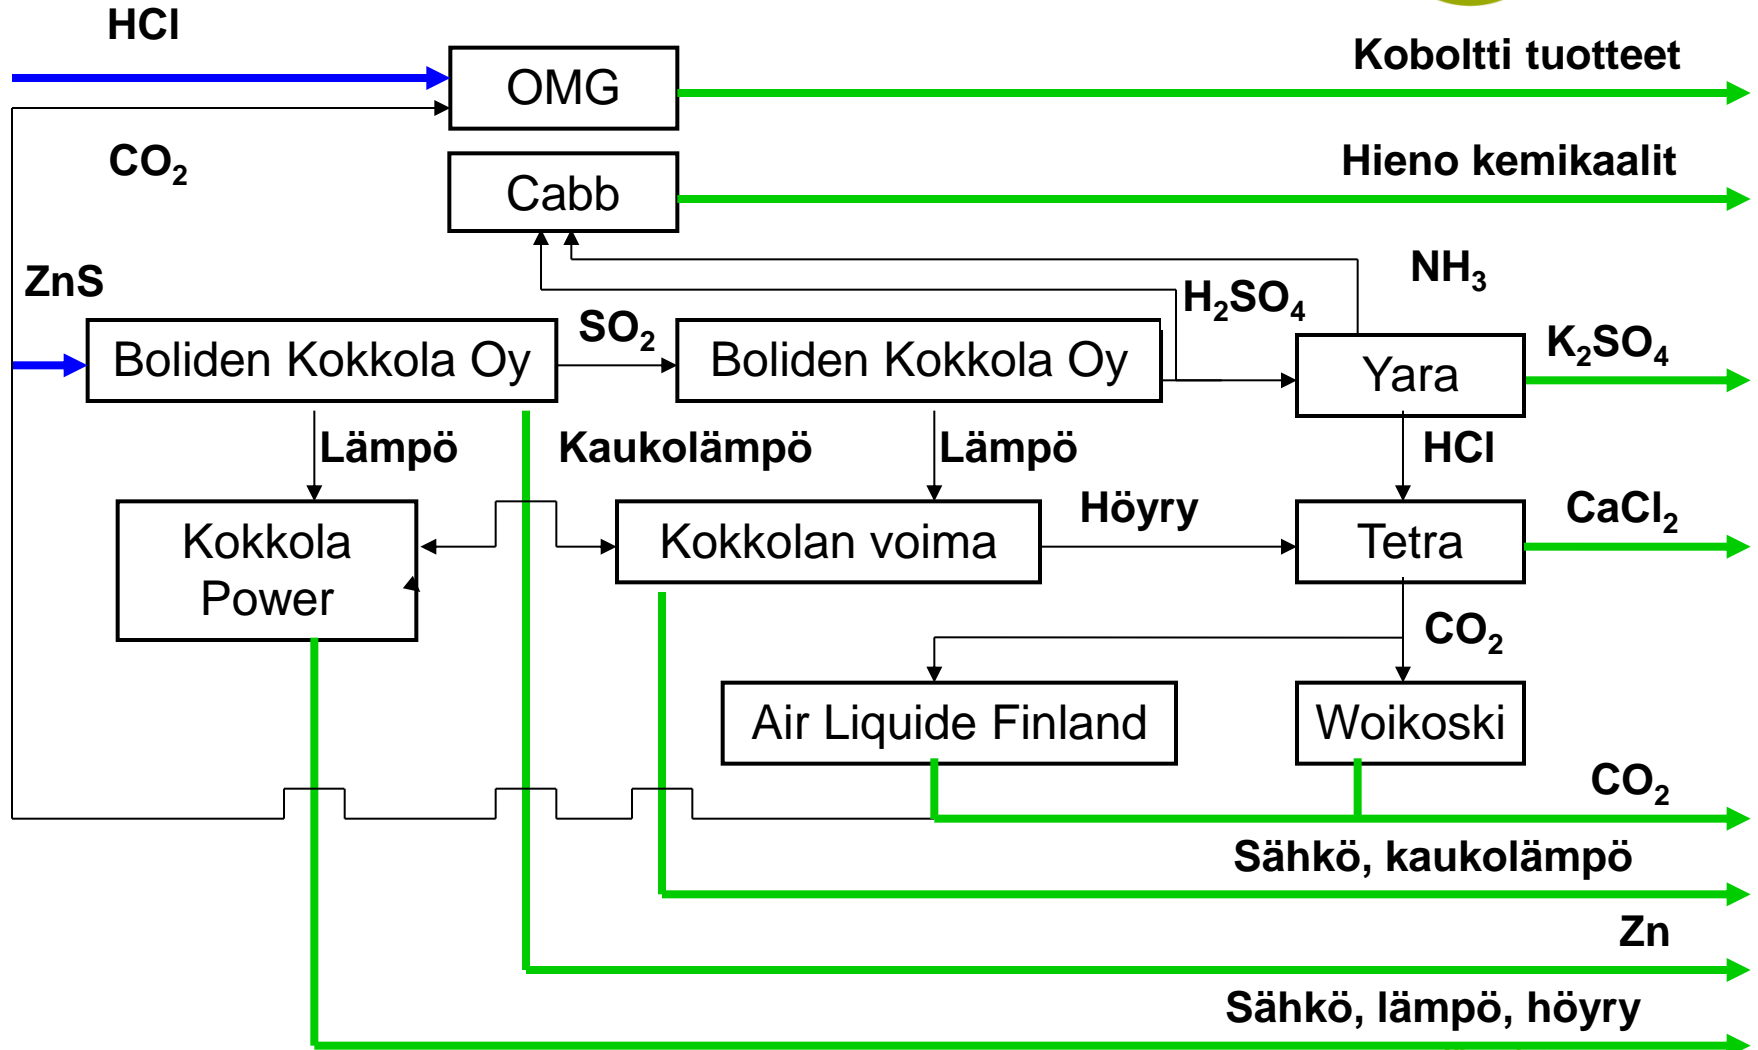 HCl
OMG
Koboltti tuotteet
CO₂
Cabb
Hieno kemikaalit
ZnS
NH₃
H₂SO₄
Boliden Kokkola Oy
SO₂
Boliden Kokkola Oy
Yara
K₂SO₄
Lämpö
Kaukolämpö
Lämpö
HCl
Kokkola
Power
Kokkolan voima
Höyry
Tetra
CaCl₂
CO₂
Air Liquide Finland
Woikoski
CO₂
Sähkö, kaukolämpö
Zn
Sähkö, lämpö, höyry